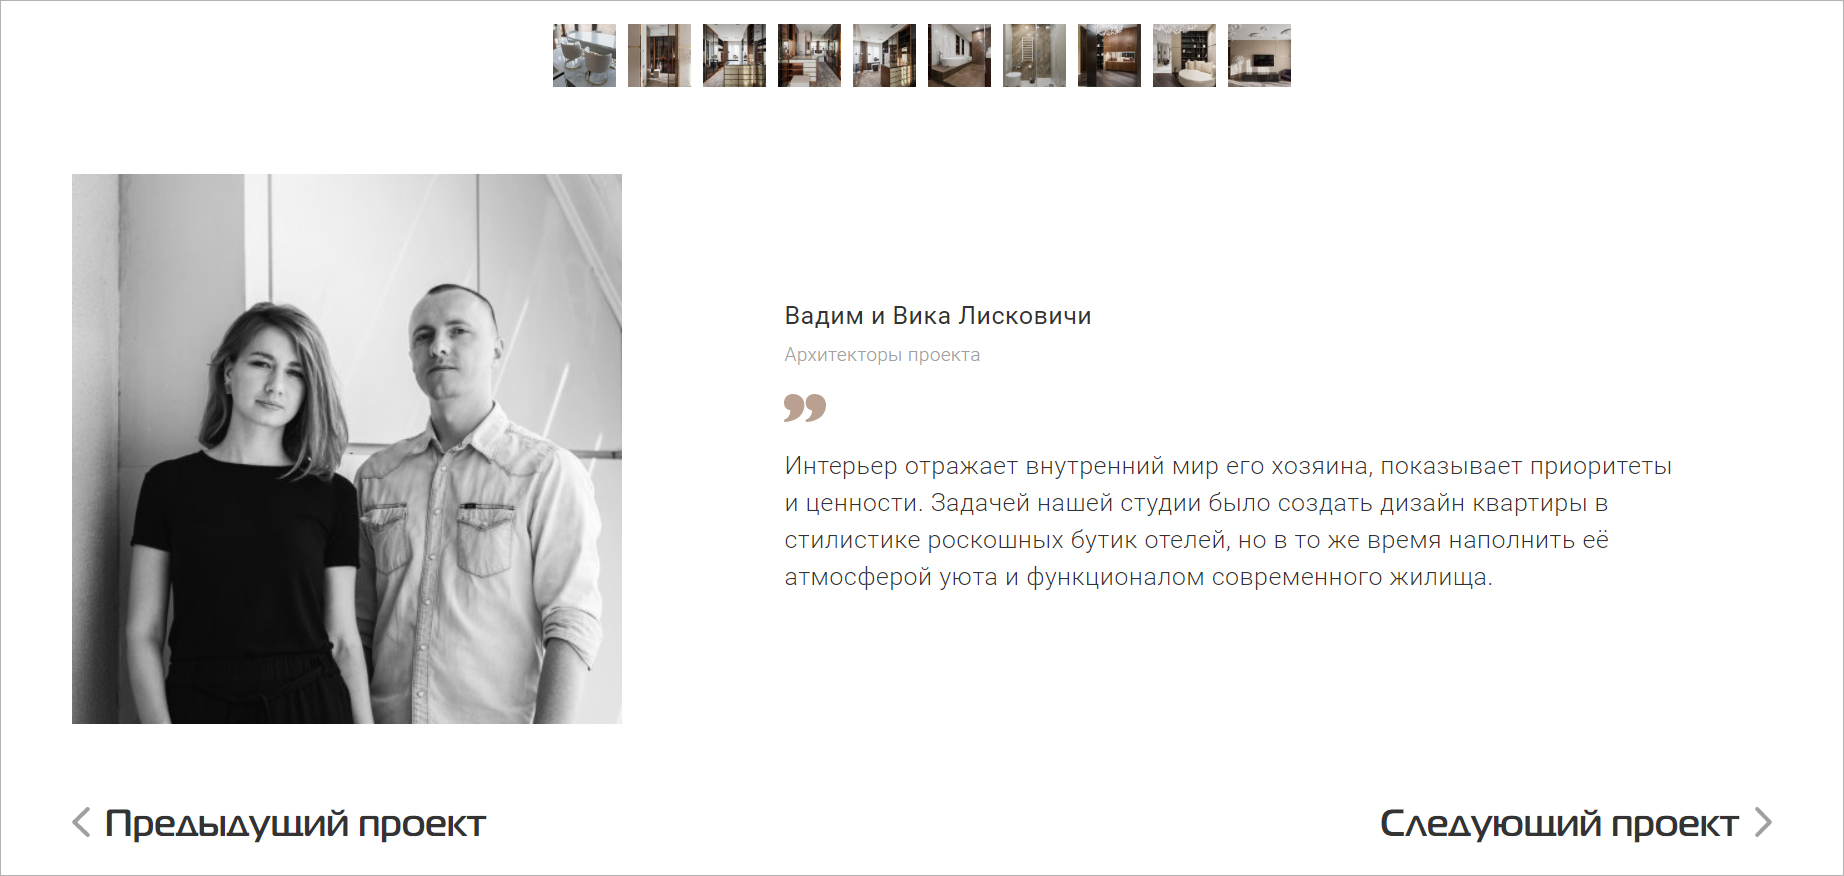 Вадим и Вика Лисковичи
Архитекторы проекта
”
Интерьер отражает внутренний мир его хозяина, показывает приоритеты
и ценности. Задачей нашей студии было создать дизайн квартиры в
стилистике роскошных бутик отелей, но в то же время наполнить её
атмосферой уюта и функционалом современного жилища.
Предыдущий проект
Следующий проект